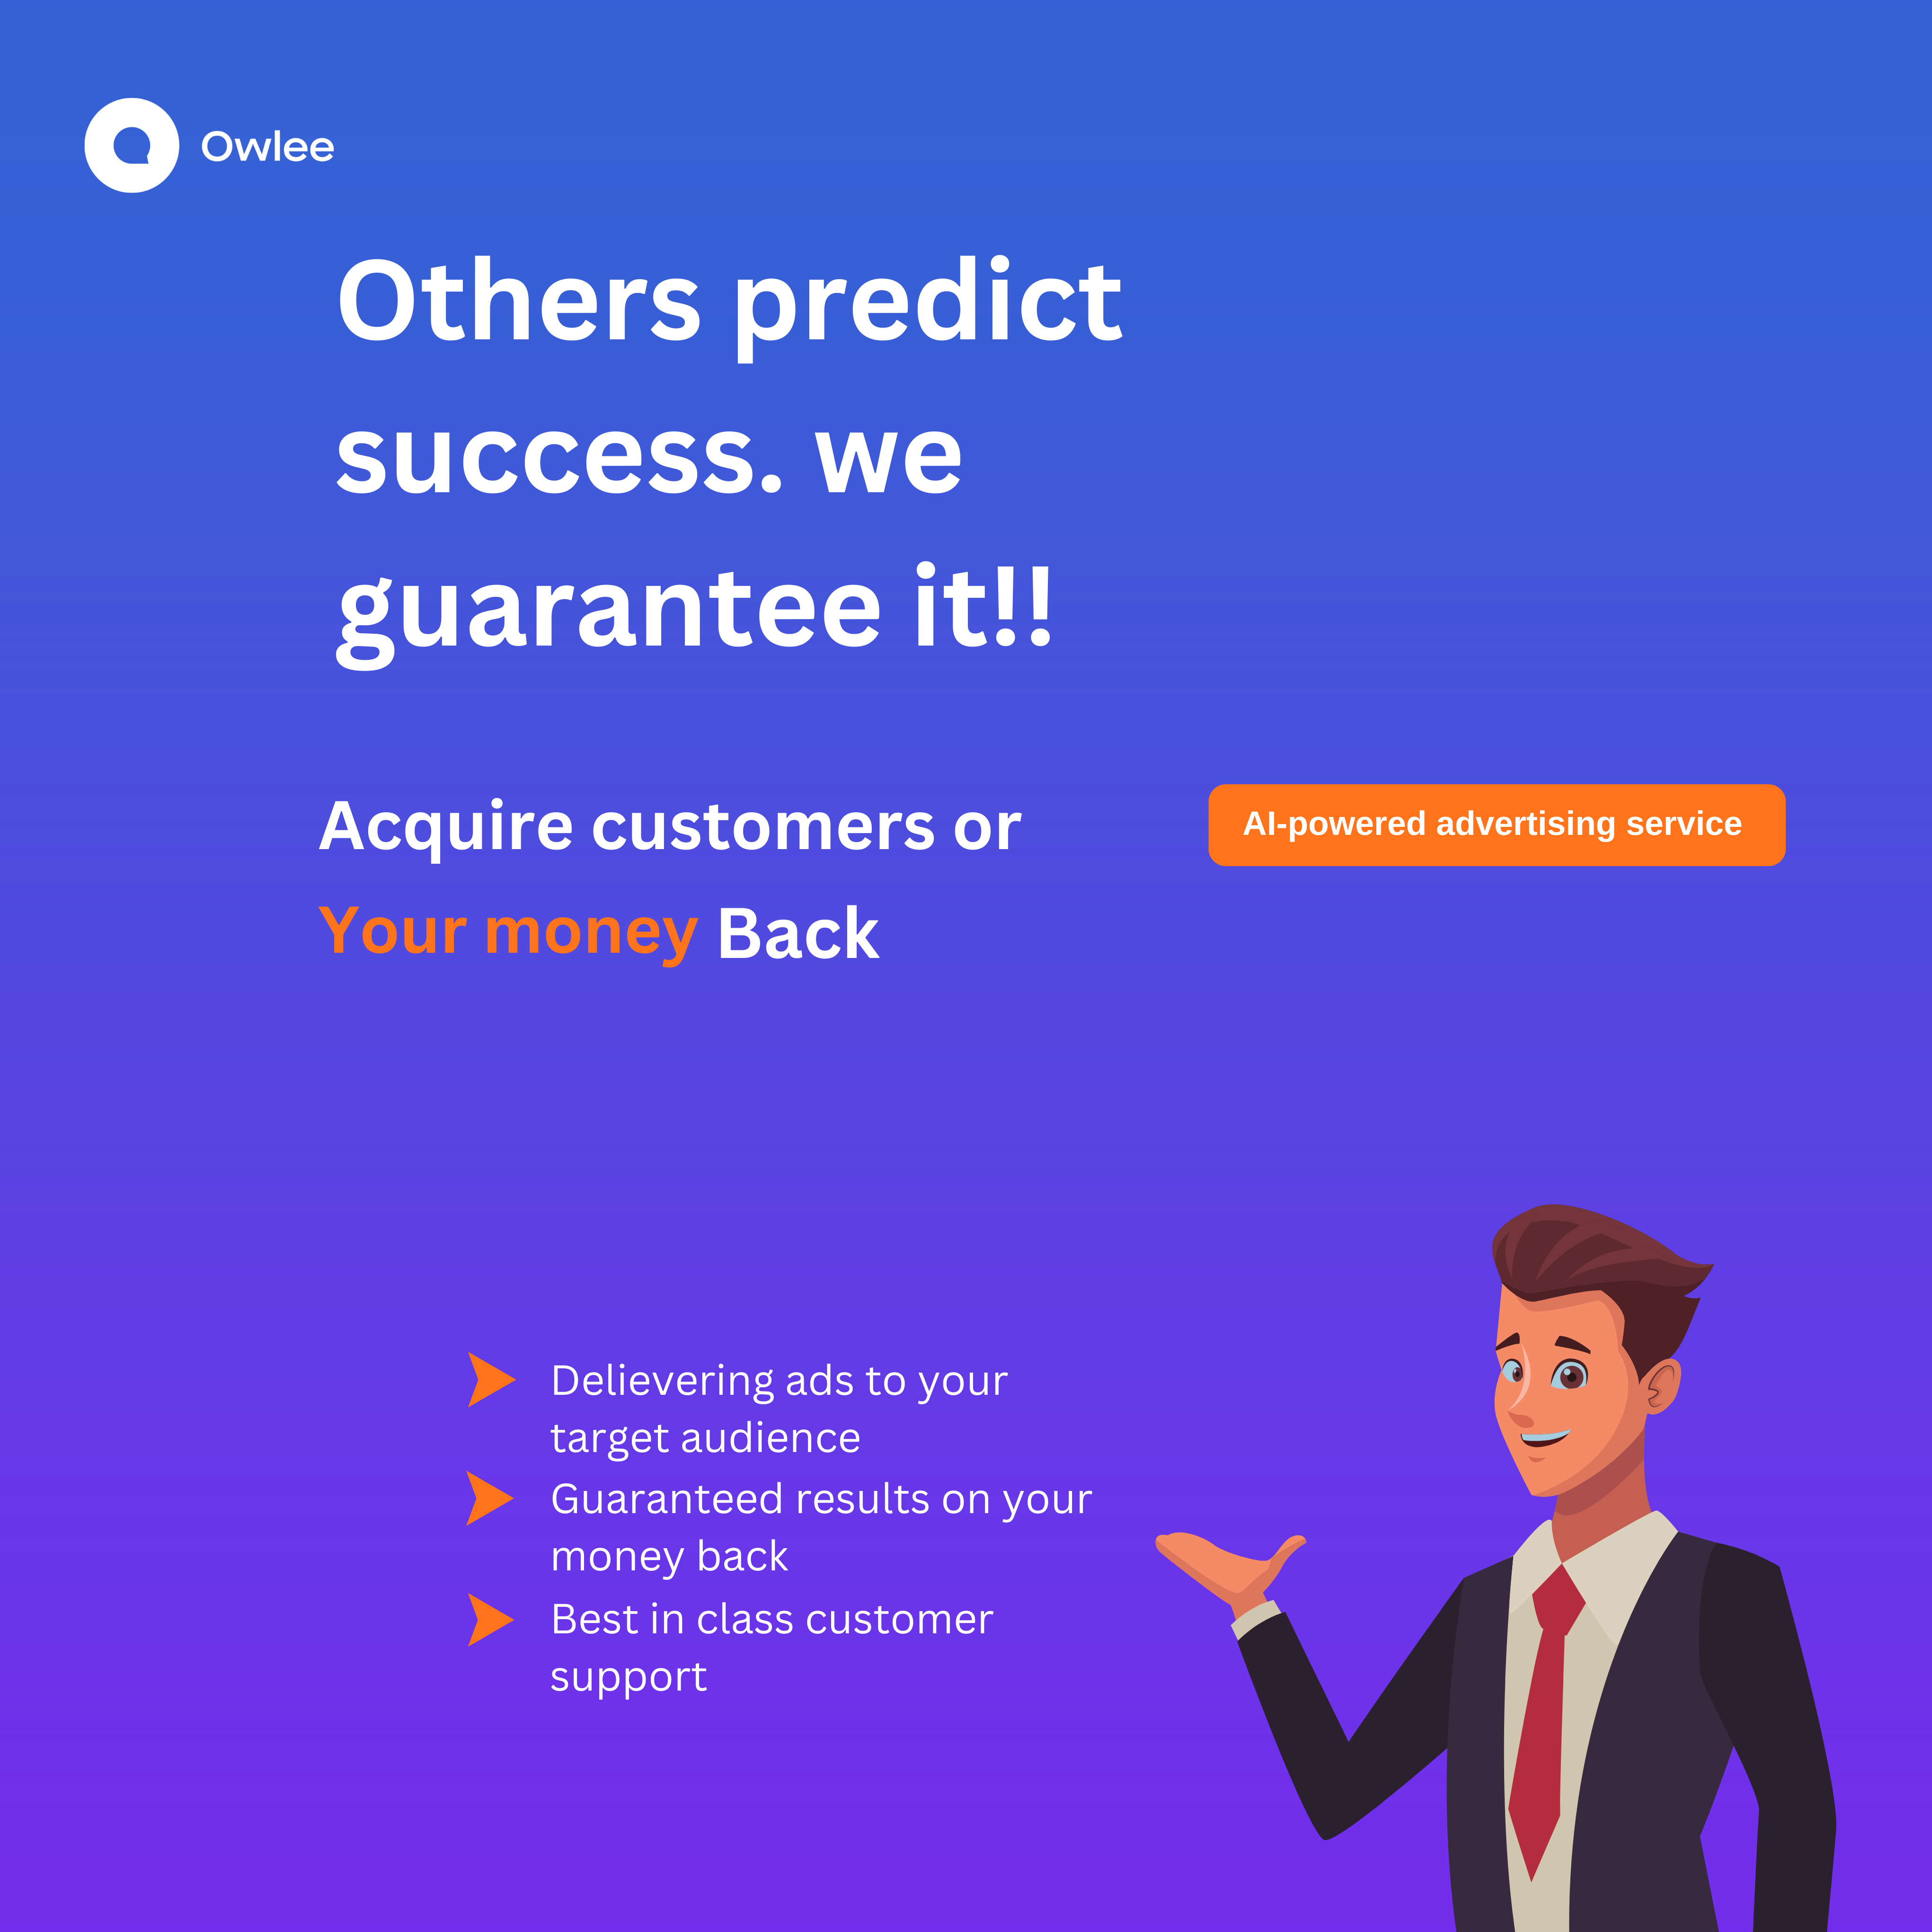 Owlee
Others predict
success. we
guarantee it!!
Acquire customers or
Your money Back
AI-powered advertising service
Delievering ads to your
target audience
Guaranteed results on your
money back
Best in class customer
support